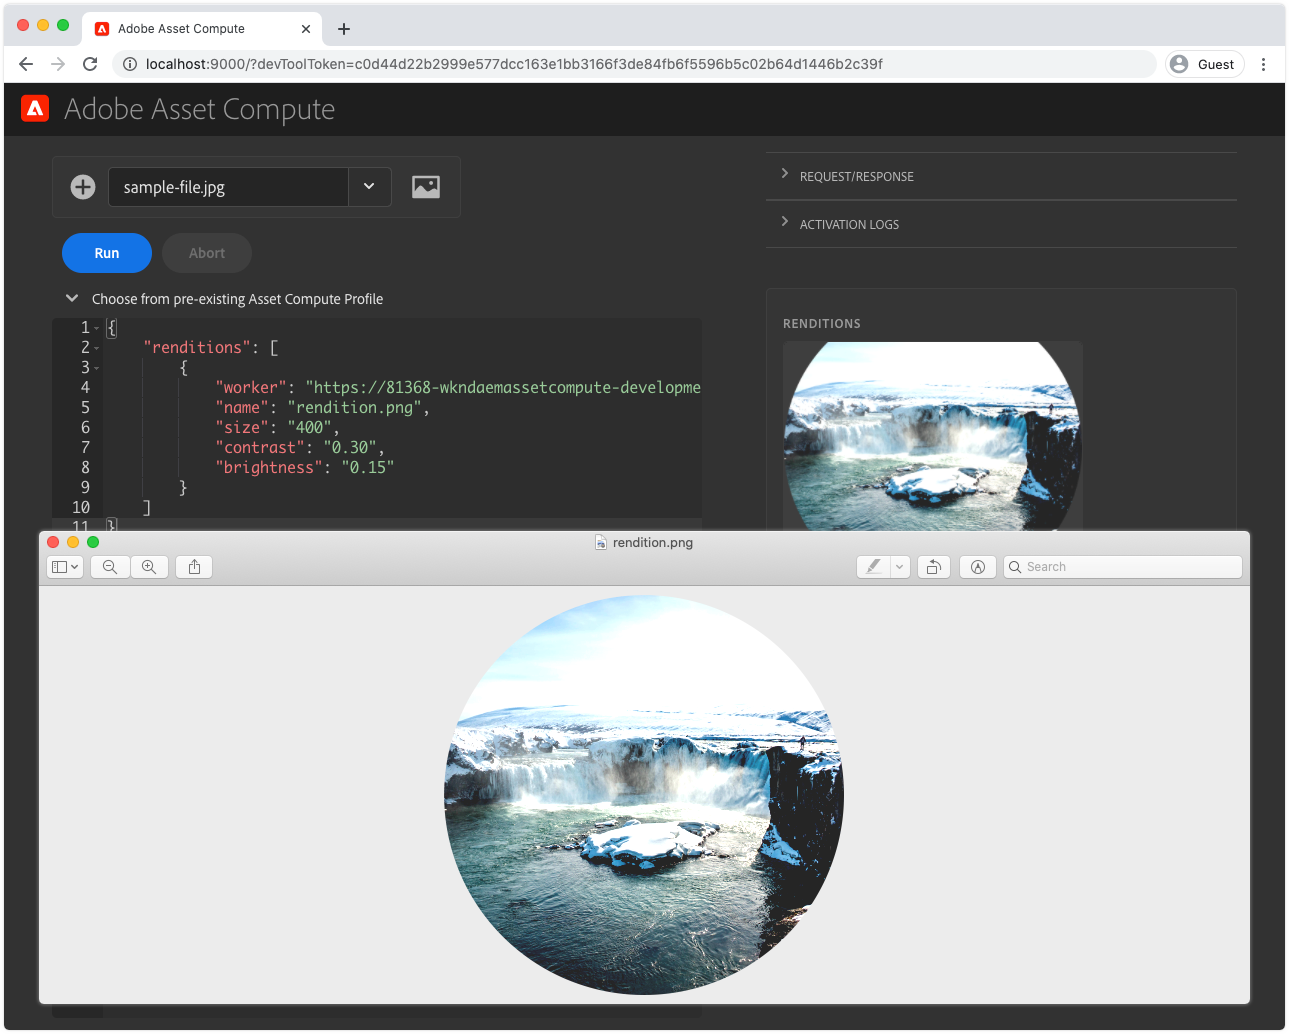 Adobe Asset Compute
localhost:9000/?devToolToken=c0d44d22b2999e577dcc163e1bb3166f3de84fb6f5596b5c02b64d1446b2c39f
Guest
Adobe Asset Compute
sample-file.jpg
Run
Abort
Choose from pre-existing Asset Compute Profile
1 {
2 "renditions": [
3 {
4 "worker": "https://81368-wkndaemassetcompute-developme
5 "name": "rendition.png",
6 "size": "400",
7 "contrast": "0.30",
8 "brightness": "0.15"
9 }
10 ]
11 }
REQUEST/RESPONSE
ACTIVATION LOGS
RENDITIONS
rendition.png
Search